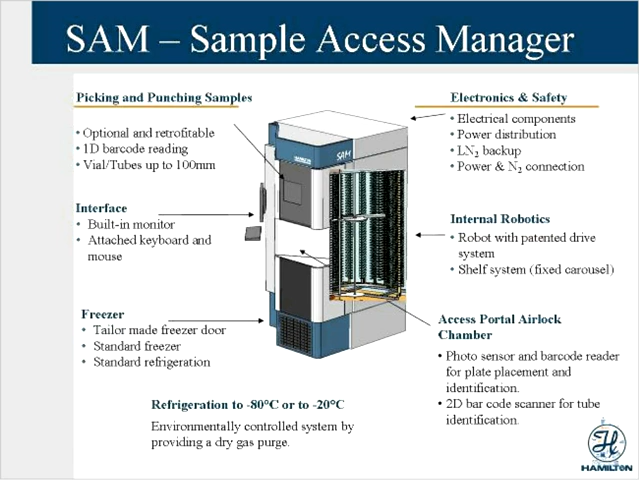 SAM – Sample Access Manager
Picking and Punching Samples
• Optional and retrofitable
• 1D barcode reading
• Vial/Tubes up to 100mm
Interface
• Built-in monitor
• Attached keyboard and
mouse
Freezer
• Tailor made freezer door
• Standard freezer
• Standard refrigeration
HAMILTON
SAM
Electronics & Safety
• Electrical components
• Power distribution
• LN2 backup
• Power & N2 connection
Internal Robotics
• Robot with patented drive
system
• Shelf system (fixed carousel)
Access Portal Airlock
Chamber
• Photo sensor and barcode reader
for plate placement and
identification.
• 2D bar code scanner for tube
identification.
Refrigeration to -80°C or to -20°C
Environmentally controlled system by
providing a dry gas purge.
HAMILTON